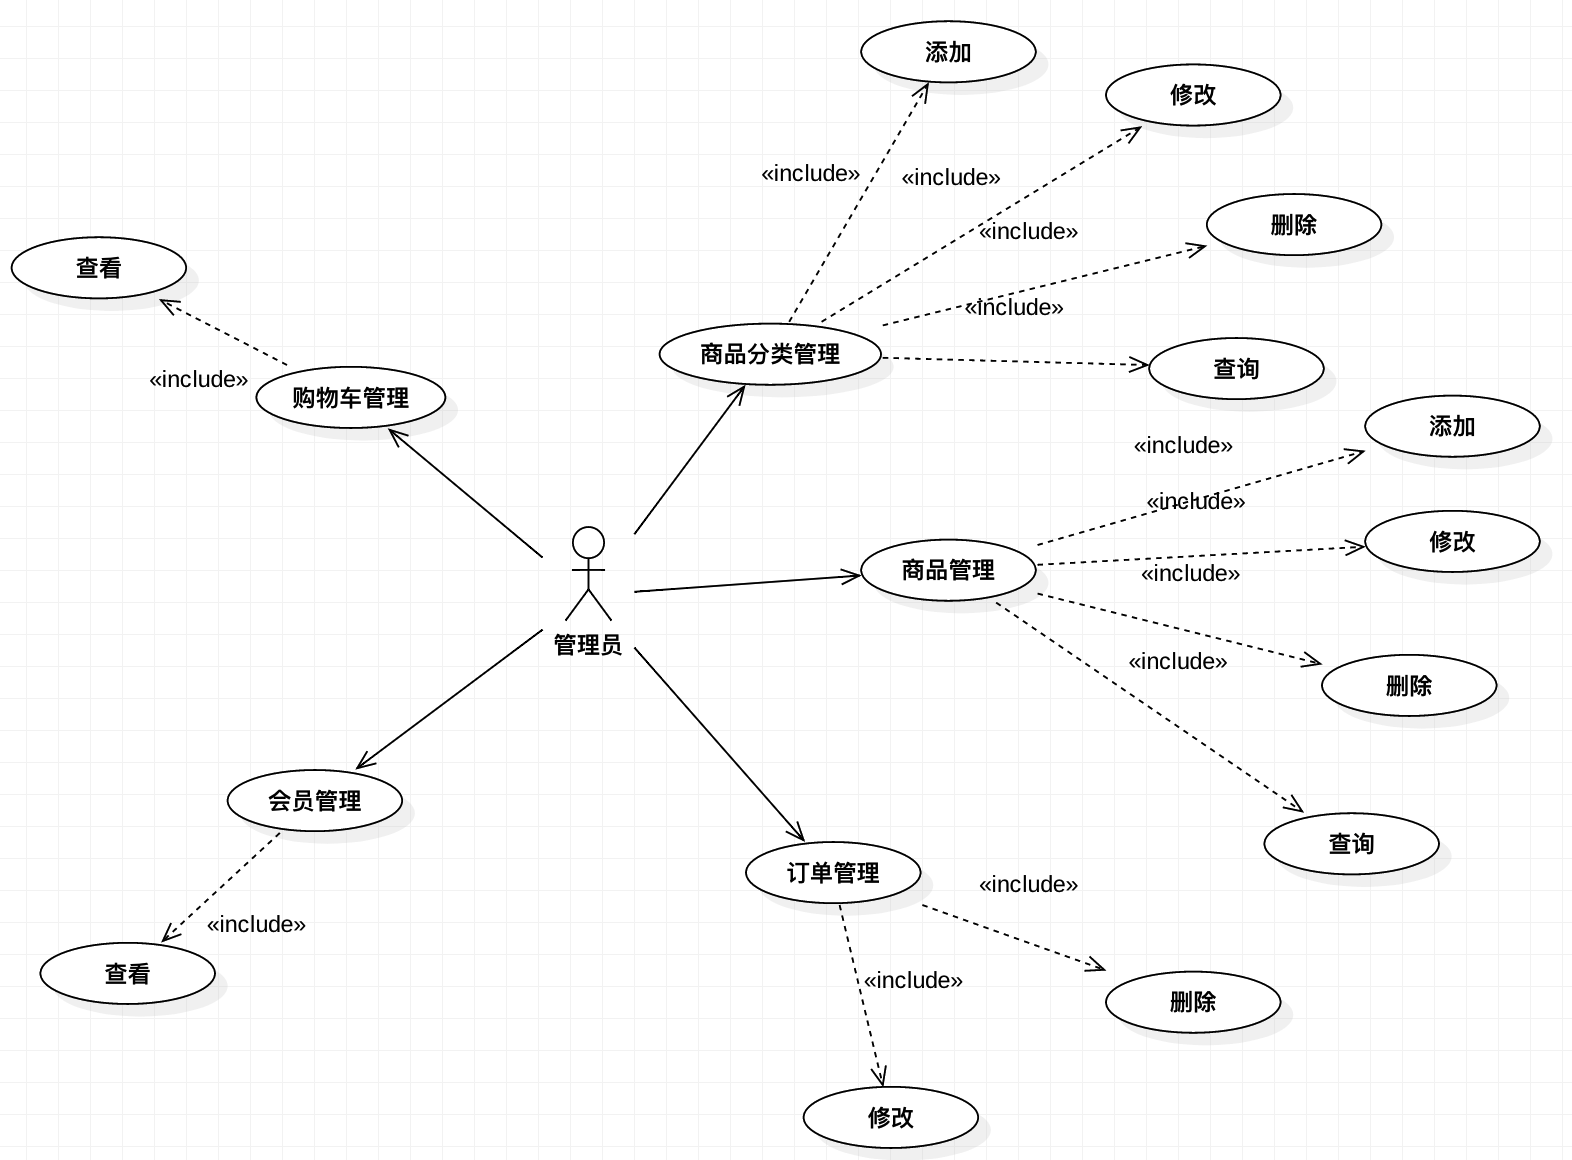 添加
修改
«include»
«include»
删除
«include»
查看
«include»
商品分类管理
查询
«include»
购物车管理
添加
«include»
«include»
修改
商品管理
«include»
管理员
«include»
删除
会员管理
查询
订单管理
«include»
«include»
查看
«include»
删除
修改